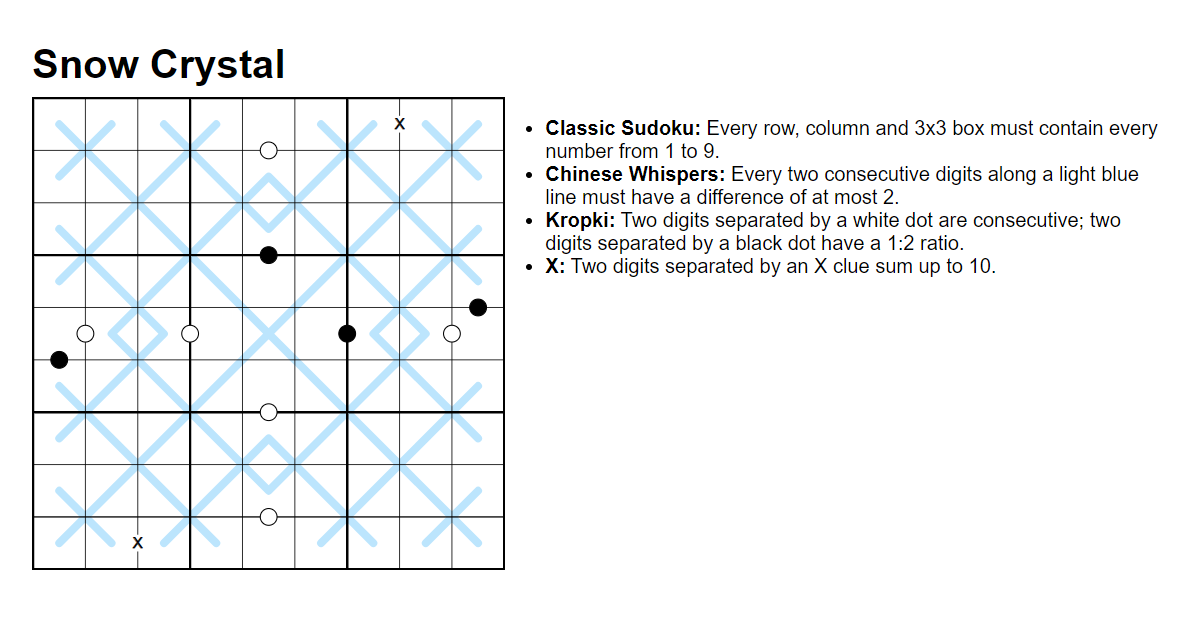 Snow Crystal
X
X
• Classic Sudoku: Every row, column and 3x3 box must contain every
number from 1 to 9.
• Chinese Whispers: Every two consecutive digits along a light blue
line must have a difference of at most 2.
• Kropki: Two digits separated by a white dot are consecutive; two
digits separated by a black dot have a 1:2 ratio.
• X: Two digits separated by an X clue sum up to 10.